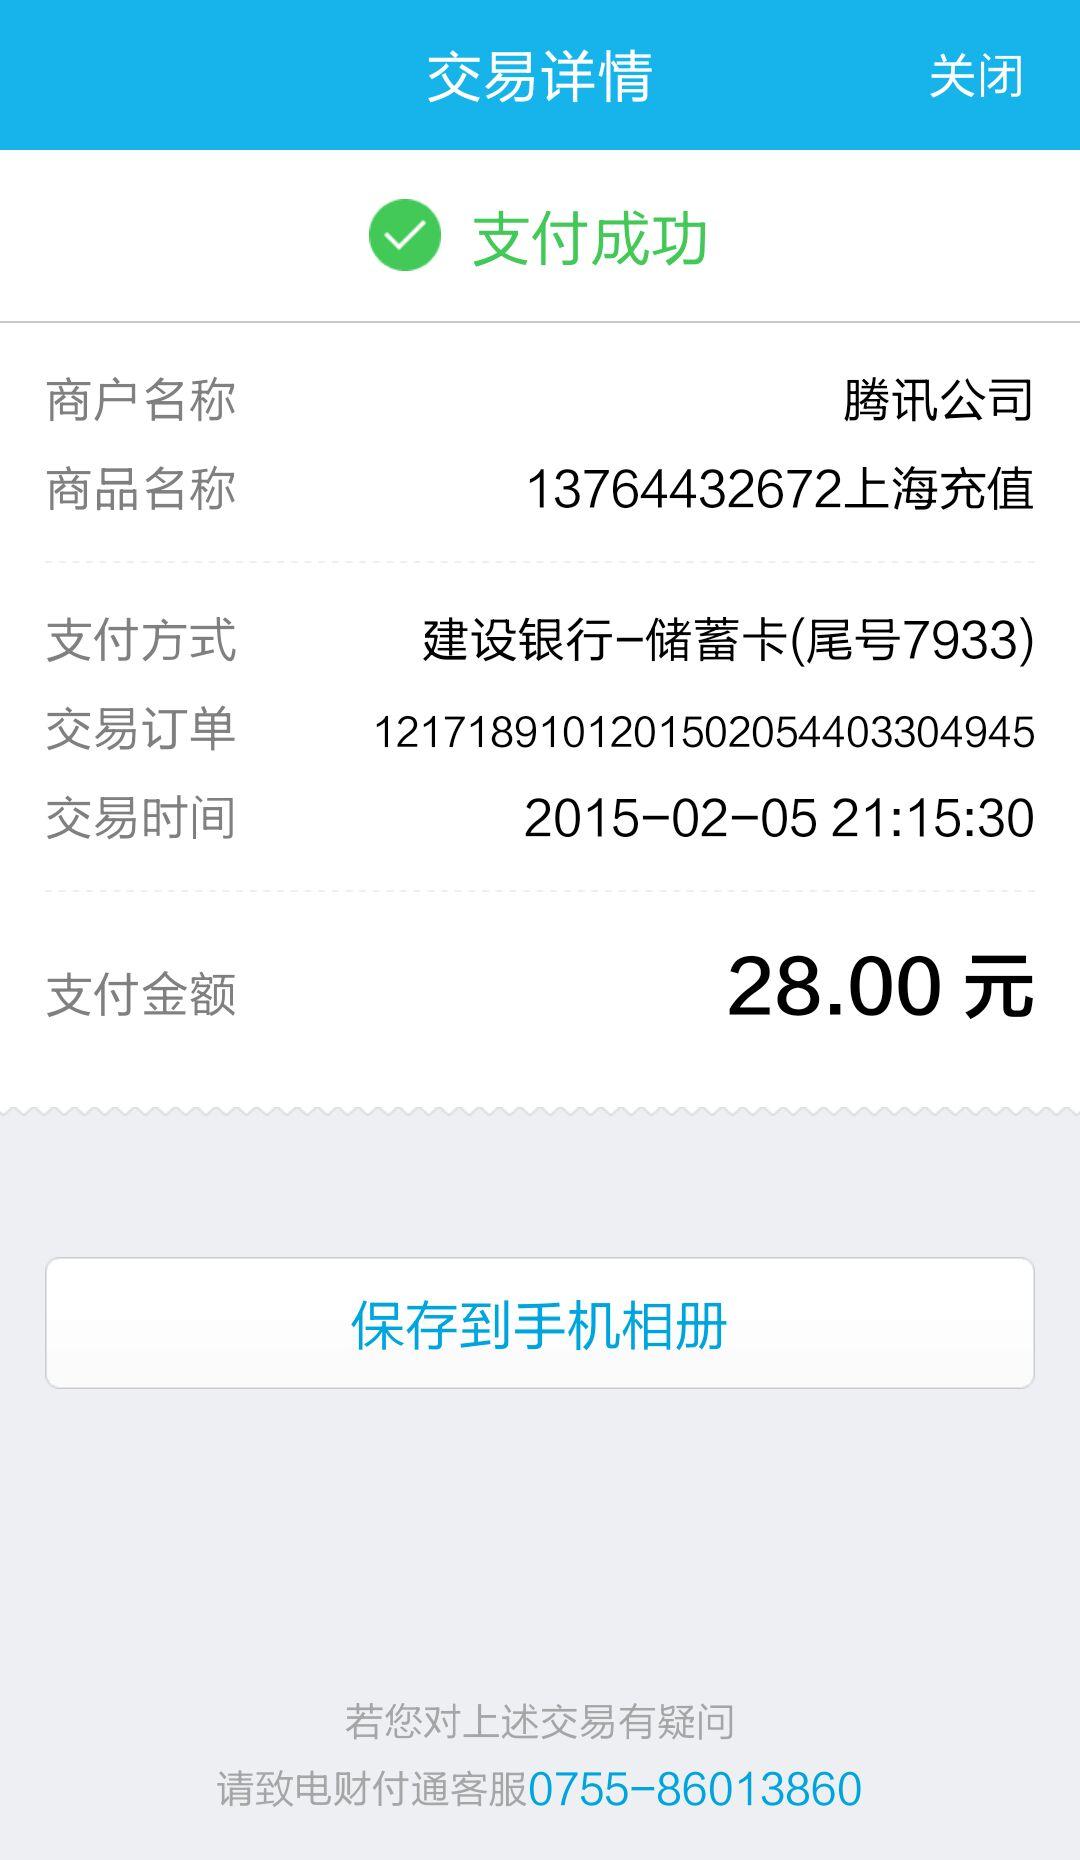 交易详情 关闭
支付成功
商户名称 腾讯公司
商品名称 13764432672上海充值
支付方式 建设银行-储蓄卡(尾号7933)
交易订单 1217189101201502054403304945
交易时间 2015-02-05 21:15:30
支付金额 28.00 元
保存到手机相册
若您对上述交易有疑问
请致电财付通客服0755-86013860